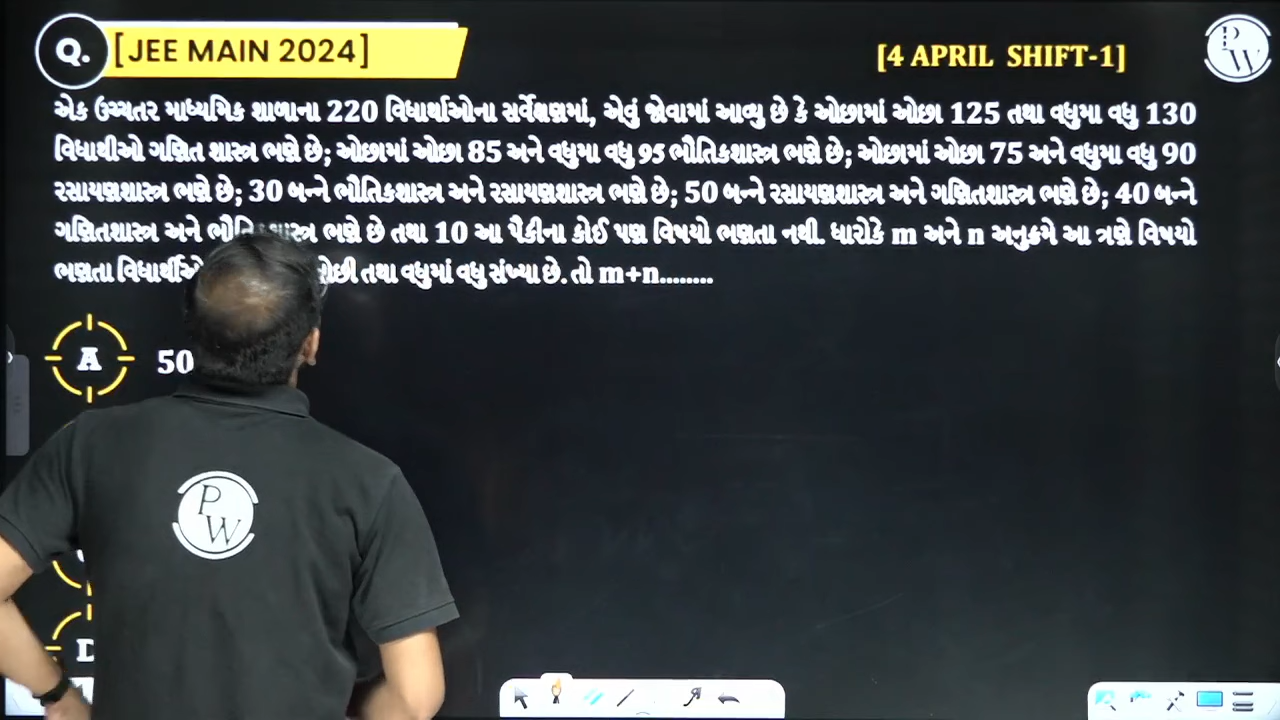 Q. [JEE MAIN 2024]
[4 APRIL SHIFT-1]
P W
એક ઉચ્ચતર માધ્યમિક શાળાના 220 વિધાર્થાઓના સર્વેક્ષણમાં, એવું જોવામાં આવ્યુ છે કે ઓછામાં ઓછા 125 તથા વધુમા વધુ 130
વિધાથીઓ ગણિત શાસ્ત્ર ભણે છે; ઓછામાં ઓછા 85 અને વધુમા વધુ 95 ભૌતિકશાસ્ત્ર ભણે છે; ઓછામાં ઓછા 75 અને વધુમા વધુ 90
રસાયણશાસ્ત્ર ભણે છે; 30 બન્ને ભૌતિકશાસ્ત્ર અને રસાયણશાસ્ત્ર ભણે છે; 50 બન્ને રસાયણશાસ્ત્ર અને ગણિતશાસ્ત્ર ભણે છે; 40 બન્ને
ગણિતશાસ્ત્ર અને ભણે છે તથા 10 આ પૈકીના કોઈ પણ વિષયો ભણતા નથી. ધારોકે m અને n અનુક્રમે આ ત્રણે વિષયો
ભણતા તથા વધુમાં વધુ સંખ્યા છે. તો m+n........
A 50
D
P W